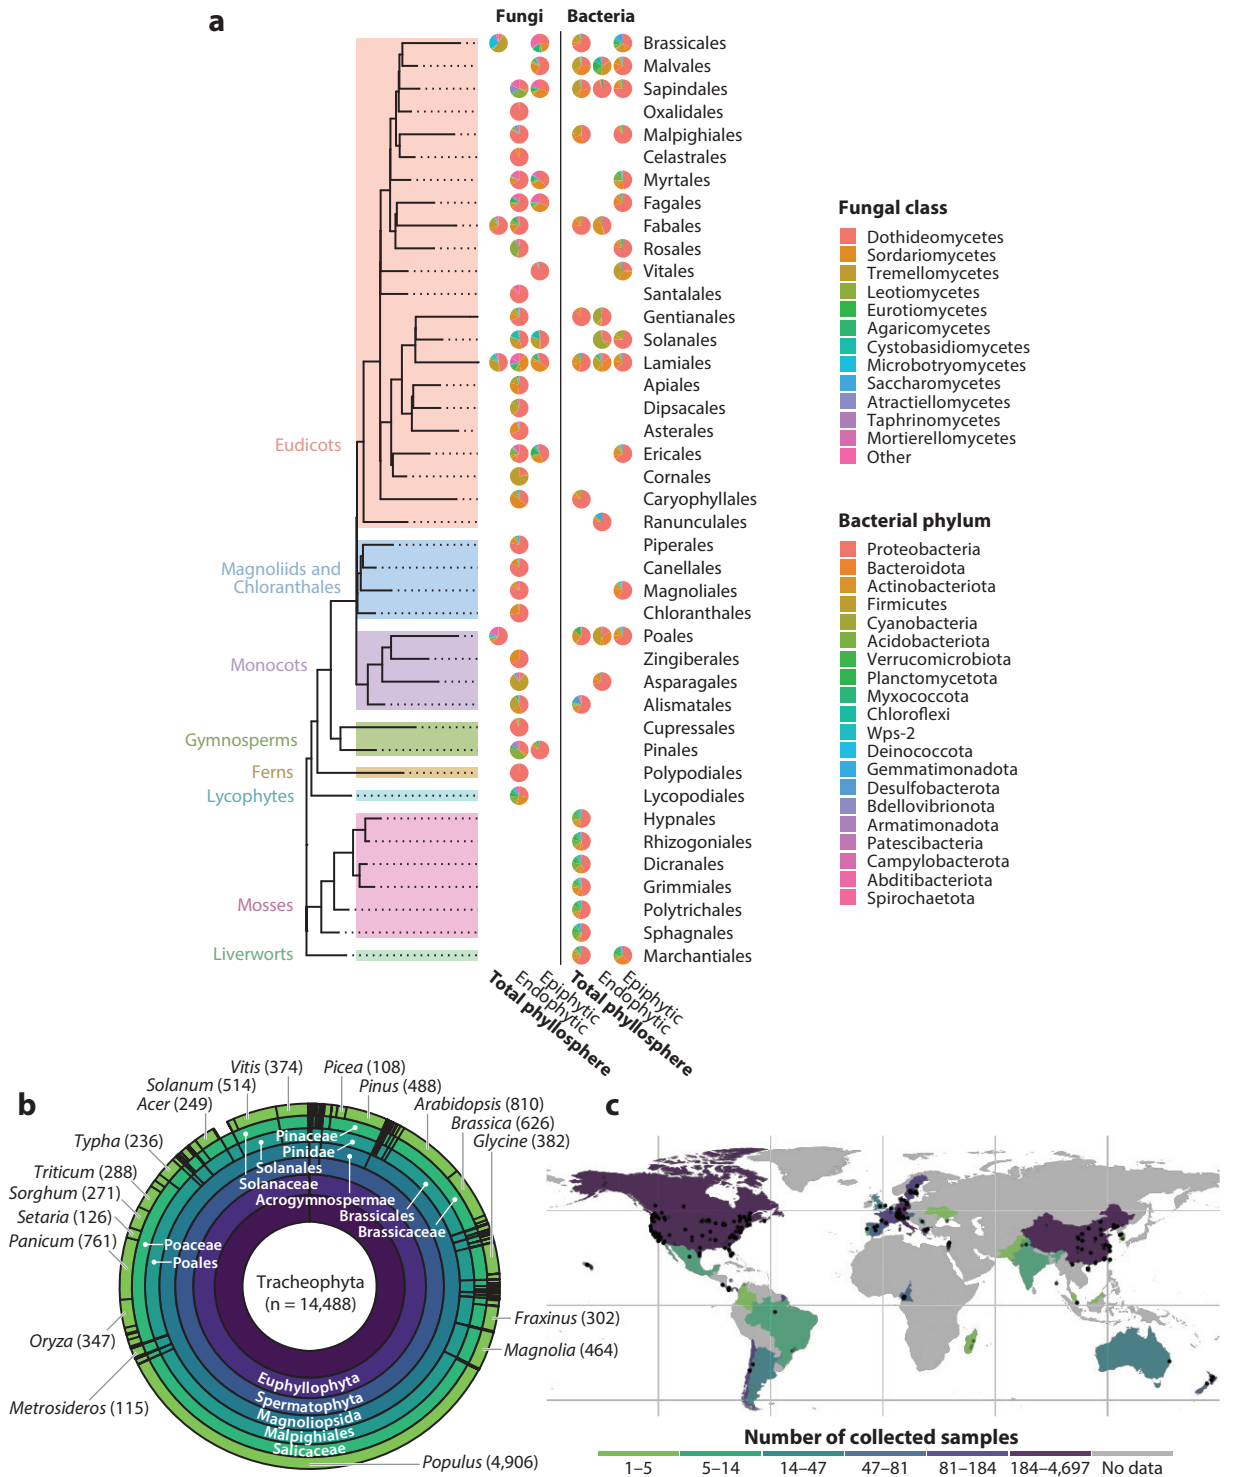 a
Fungi
Bacteria
Brassicales
Malvales
Sapindales
Oxalidales
Malpighiales
Celastrales
Myrtales
Fagales
Fabales
Rosales
Vitales
Santalales
Gentianales
Solanales
Lamiales
Apiales
Dipsacales
Asterales
Ericales
Cornales
Caryophyllales
Ranunculales
Piperales
Canellales
Magnoliales
Chloranthales
Poales
Zingiberales
Asparagales
Alismatales
Cupressales
Pinales
Polypodiales
Lycopodiales
Hypnales
Rhizogoniales
Dicranales
Grimmiales
Polytrichales
Sphagnales
Marchantiales
Eudicots
Magnoliids and
Chloranthales
Monocots
Gymnosperms
Ferns
Lycophytes
Mosses
Liverworts
Total phyllosphere
Endophytic
Epiphytic
Total phyllosphere
Endophytic
Epiphytic
Fungal class
Dothideomycetes
Sordariomycetes
Tremellomycetes
Leotiomycetes
Eurotiomycetes
Agaricomycetes
Cystobasidiomycetes
Microbotryomycetes
Saccharomycetes
Atractiellomycetes
Taphrinomycetes
Mortierellomycetes
Other
Bacterial phylum
Proteobacteria
Bacteroidota
Actinobacteriota
Firmicutes
Cyanobacteria
Acidobacteriota
Verrucomicrobiota
Planctomycetota
Myxococcota
Chloroflexi
Wps-2
Deinococcota
Gemmatimonadota
Desulfobacterota
Bdellovibrionota
Armatimonadota
Patescibacteria
Campylobacterota
Abditibacteriota
Spirochaetota
b
Vitis (374)
Picea (108)
Solanum (514)
Pinus (488)
Acer (249)
Arabidopsis (810)
Brassica (626)
Glycine (382)
Typha (236)
Triticum (288)
Sorghum (271)
Setaria (126)
Panicum (761)
Oryza (347)
Metrosideros (115)
Fraxinus (302)
Magnolia (464)
Populus (4,906)
Pinaceae
Pinidae
Solanales
Solanaceae
Acrogymnospermae
Brassicales
Brassicaceae
Poaceae
Poales
Tracheophyta
(n = 14,488)
Euphyllophyta
Spermatophyta
Magnoliopsida
Malpighiales
Salicaceae
c
Number of collected samples
1–5
5–14
14–47
47–81
81–184
184–4,697
No data